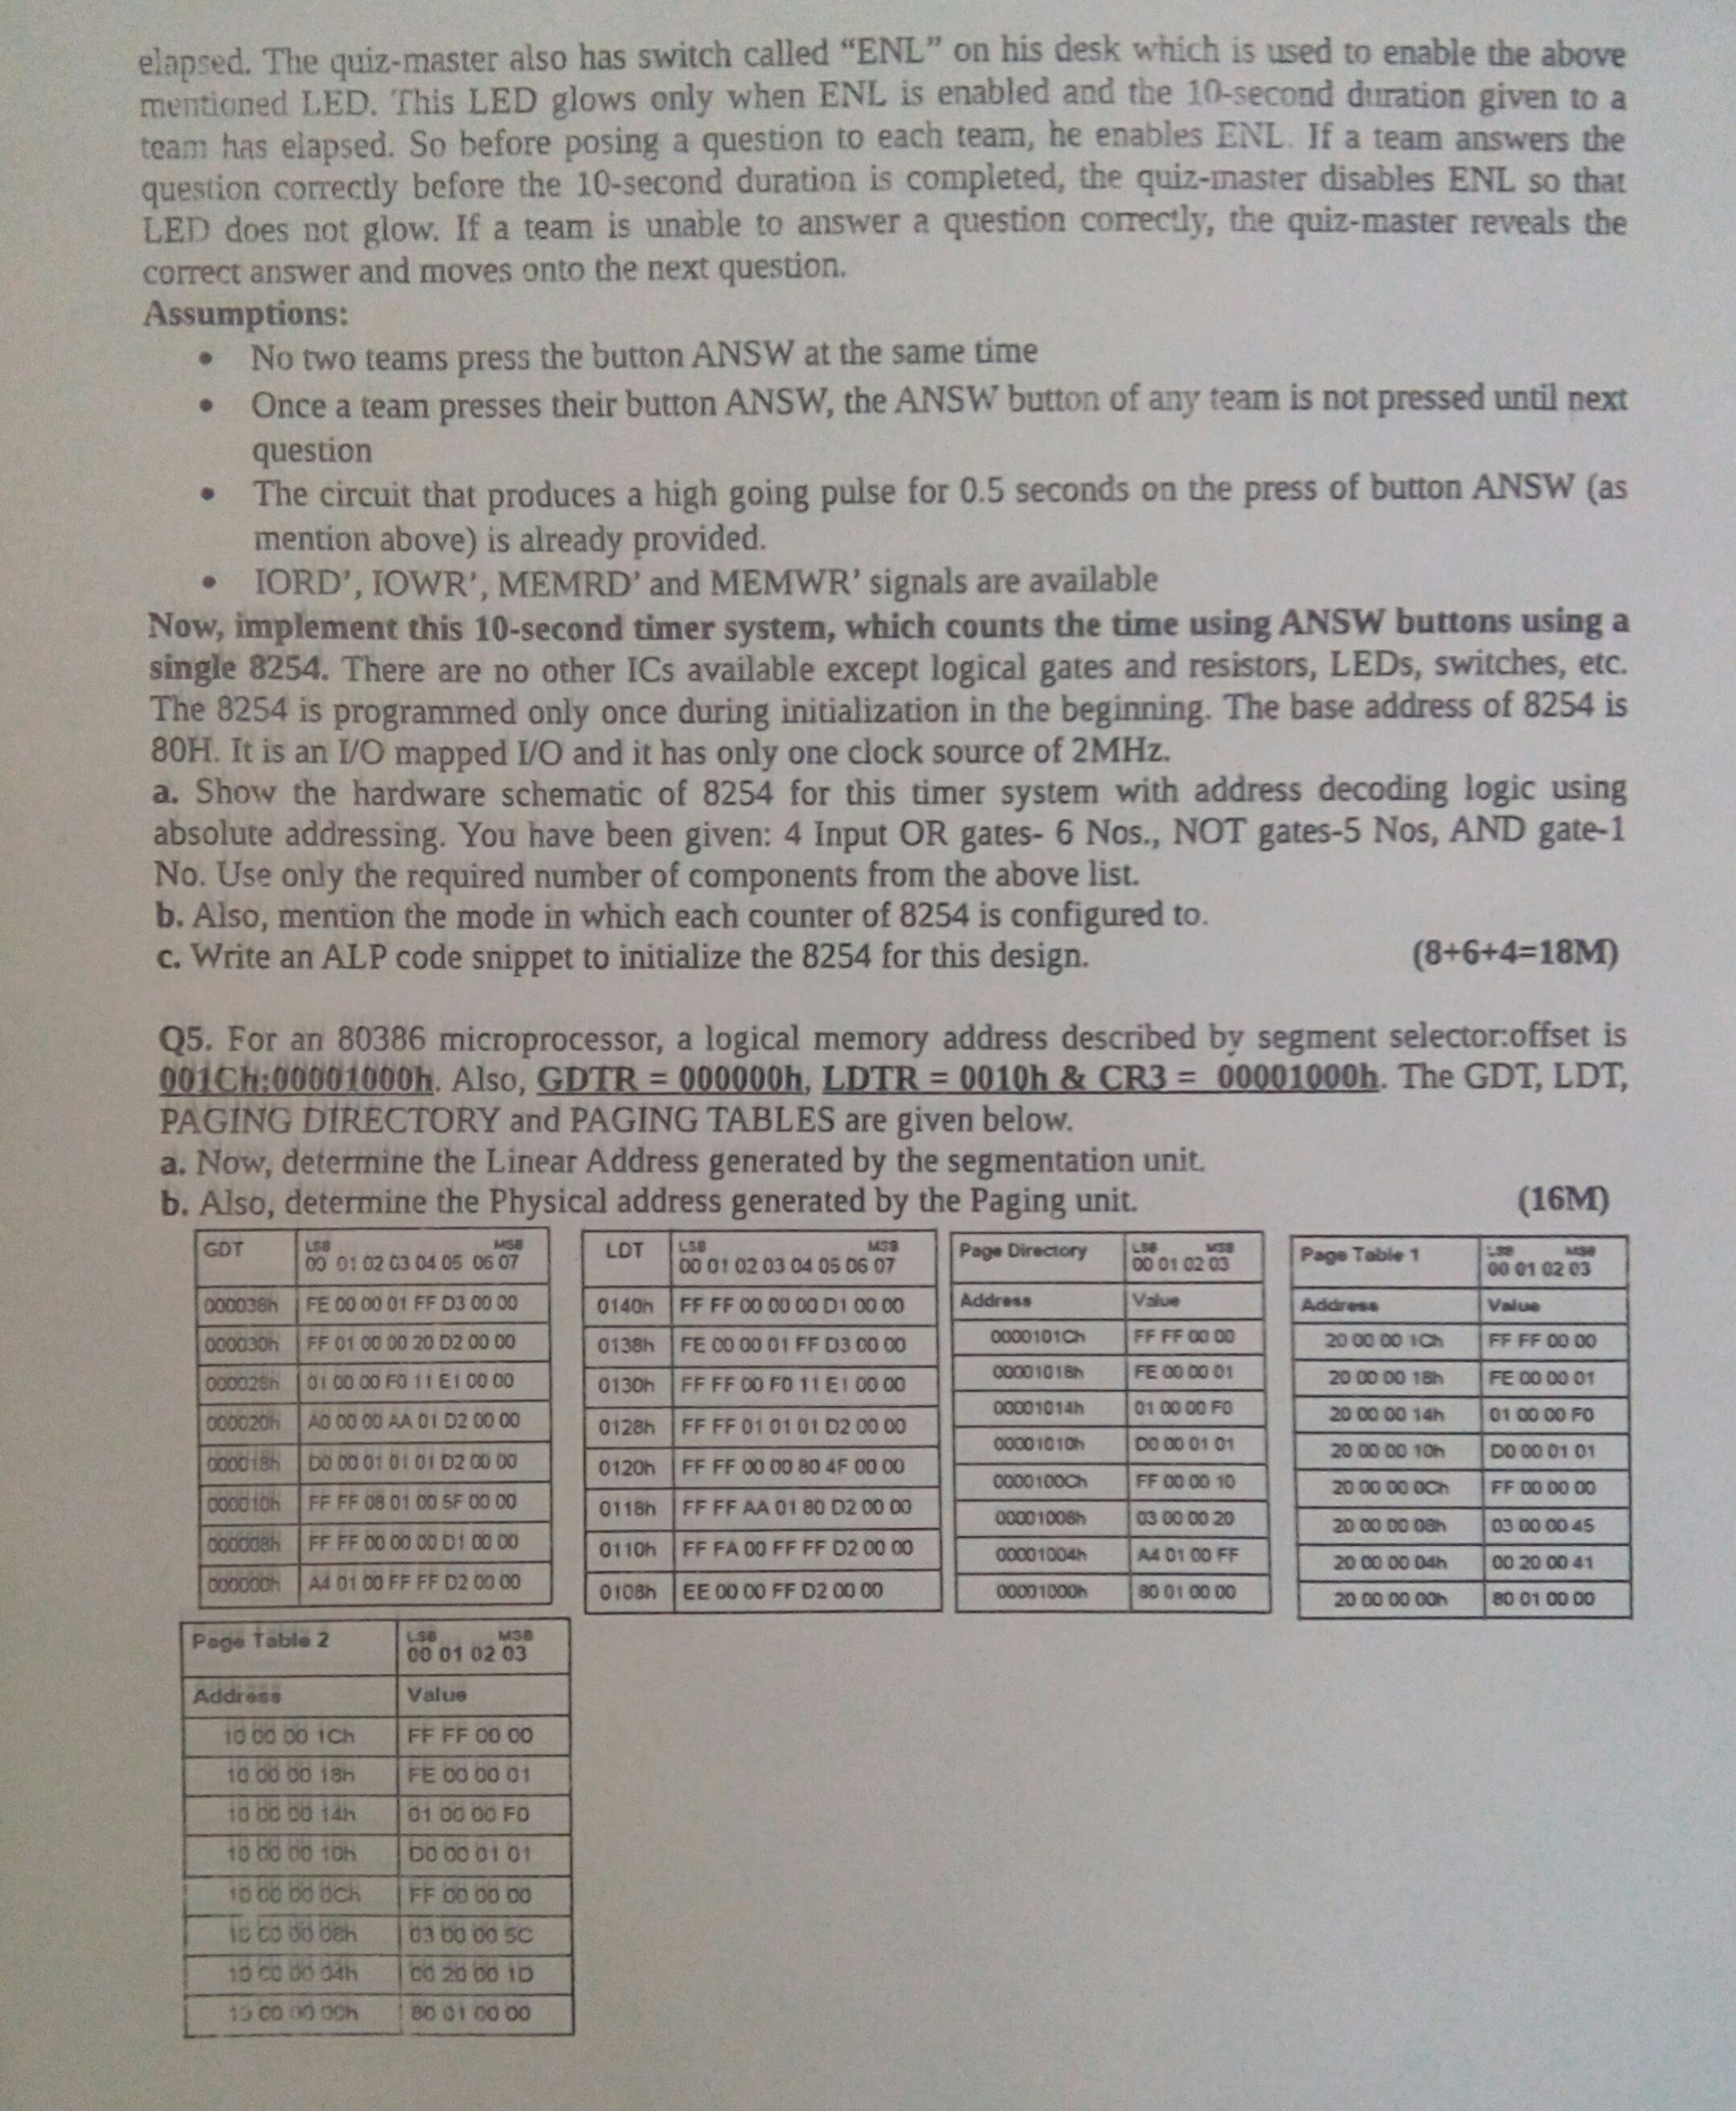 elapsed. The quiz-master also has switch called “ENL” on his desk which is used to enable the above
mentioned LED. This LED glows only when ENL is enabled and the 10-second duration given to a
team has elapsed. So before posing a question to each team, he enables ENL. If a team answers the
question correctly before the 10-second duration is completed, the quiz-master disables ENL so that
LED does not glow. If a team is unable to answer a question correctly, the quiz-master reveals the
correct answer and moves onto the next question.
Assumptions:
• No two teams press the button ANSW at the same time
• Once a team presses their button ANSW, the ANSW button of any team is not pressed until next
question
• The circuit that produces a high going pulse for 0.5 seconds on the press of button ANSW (as
mention above) is already provided.
• IORD’, IOWR’, MEMRD’ and MEMWR’ signals are available
Now, implement this 10-second timer system, which counts the time using ANSW buttons using a
single 8254. There are no other ICs available except logical gates and resistors, LEDs, switches, etc.
The 8254 is programmed only once during initialization in the beginning. The base address of 8254 is
80H. It is an I/O mapped I/O and it has only one clock source of 2MHz.
a. Show the hardware schematic of 8254 for this timer system with address decoding logic using
absolute addressing. You have been given: 4 Input OR gates- 6 Nos., NOT gates-5 Nos, AND gate-1
No. Use only the required number of components from the above list.
b. Also, mention the mode in which each counter of 8254 is configured to.
c. Write an ALP code snippet to initialize the 8254 for this design. (8+6+4=18M)
Q5. For an 80386 microprocessor, a logical memory address described by segment selector:offset is
001Ch:00001000h. Also, GDTR = 000000h, LDTR = 0010h & CR3 = 00001000h. The GDT, LDT,
PAGING DIRECTORY and PAGING TABLES are given below.
a. Now, determine the Linear Address generated by the segmentation unit.
b. Also, determine the Physical address generated by the Paging unit. (16M)
GDT LSB MSB
00 01 02 03 04 05 06 07
000038h FE 00 00 01 FF D3 00 00
000030h FF 01 00 00 20 D2 00 00
000028h 01 00 00 F0 11 E1 00 00
000020h A0 00 00 AA 01 D2 00 00
000018h D0 00 01 01 01 D2 00 00
000010h FF FF 08 01 00 5F 00 00
000008h FF FF 00 00 00 D1 00 00
000000h A4 01 00 FF FF D2 00 00
LDT LSB MSB
00 01 02 03 04 05 06 07
0140h FF FF 00 00 00 D1 00 00
0138h FE 00 00 01 FF D3 00 00
0130h FF FF 00 F0 11 E1 00 00
0128h FF FF 01 01 01 D2 00 00
0120h FF FF 00 00 80 4F 00 00
0118h FF FF AA 01 80 D2 00 00
0110h FF FA 00 FF FF D2 00 00
0108h EE 00 00 FF D2 00 00
Page Directory LSB MSB
00 01 02 03
Address Value
0000101Ch FF FF 00 00
00001018h FE 00 00 01
00001014h 01 00 00 F0
00001010h D0 00 01 01
0000100Ch FF 00 00 10
00001008h 03 00 00 20
00001004h A4 01 00 FF
00001000h 80 01 00 00
Page Table 1 LSB MSB
00 01 02 03
Address Value
20 00 00 1Ch FF FF 00 00
20 00 00 18h FE 00 00 01
20 00 00 14h 01 00 00 F0
20 00 00 10h D0 00 01 01
20 00 00 0Ch FF 00 00 00
20 00 00 08h 03 00 00 45
20 00 00 04h 00 20 00 41
20 00 00 00h 80 01 00 00
Page Table 2 LSB MSB
00 01 02 03
Address Value
10 00 00 1Ch FF FF 00 00
10 00 00 18h FE 00 00 01
10 00 00 14h 01 00 00 F0
10 00 00 10h D0 00 01 01
10 00 00 0Ch FF 00 00 00
10 00 00 08h 03 00 00 5C
10 00 00 04h 00 20 00 1D
10 00 00 00h 80 01 00 00